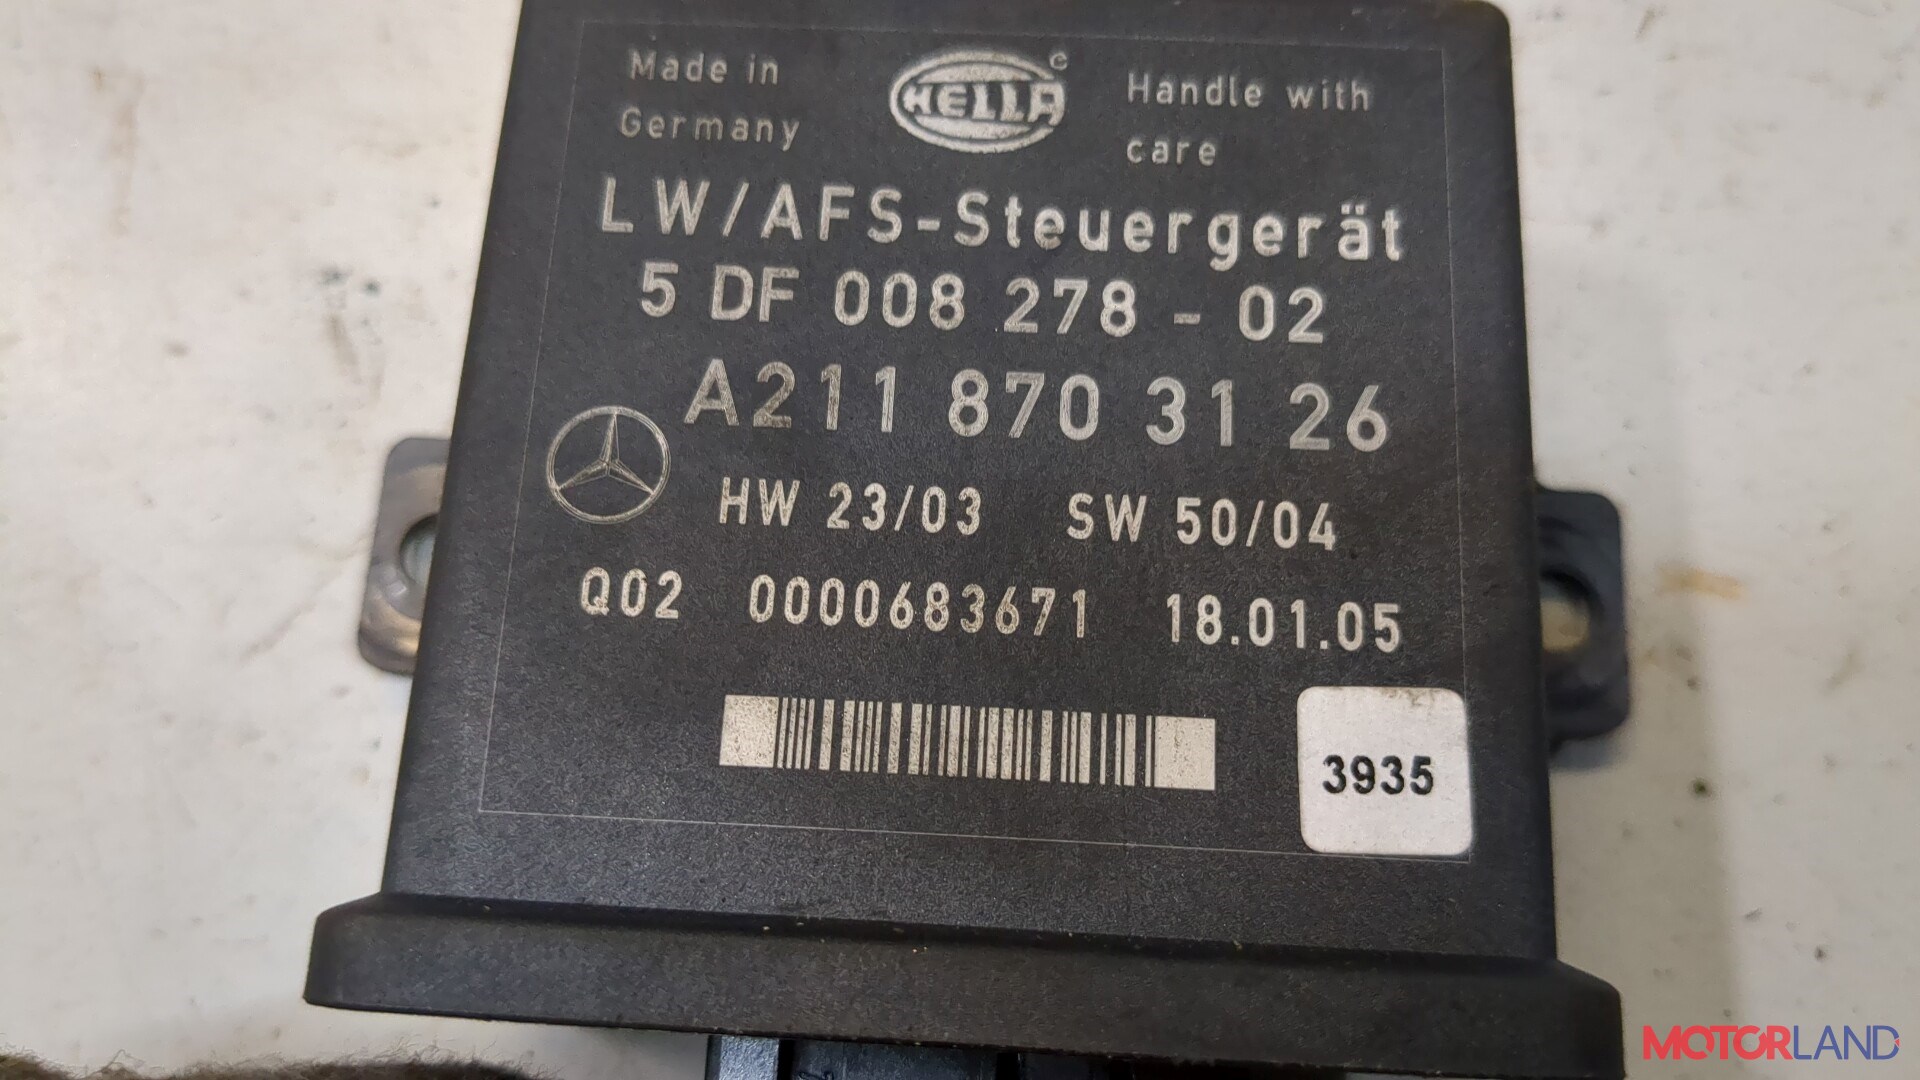 Made in
Germany
HELLA
Handle with
care
LW/AFS-Steuergerät
5 DF 008 278 - 02
A211 870 31 26
HW 23/03 SW 50/04
Q02 0000683671 18.01.05
3935
MOTORLAND